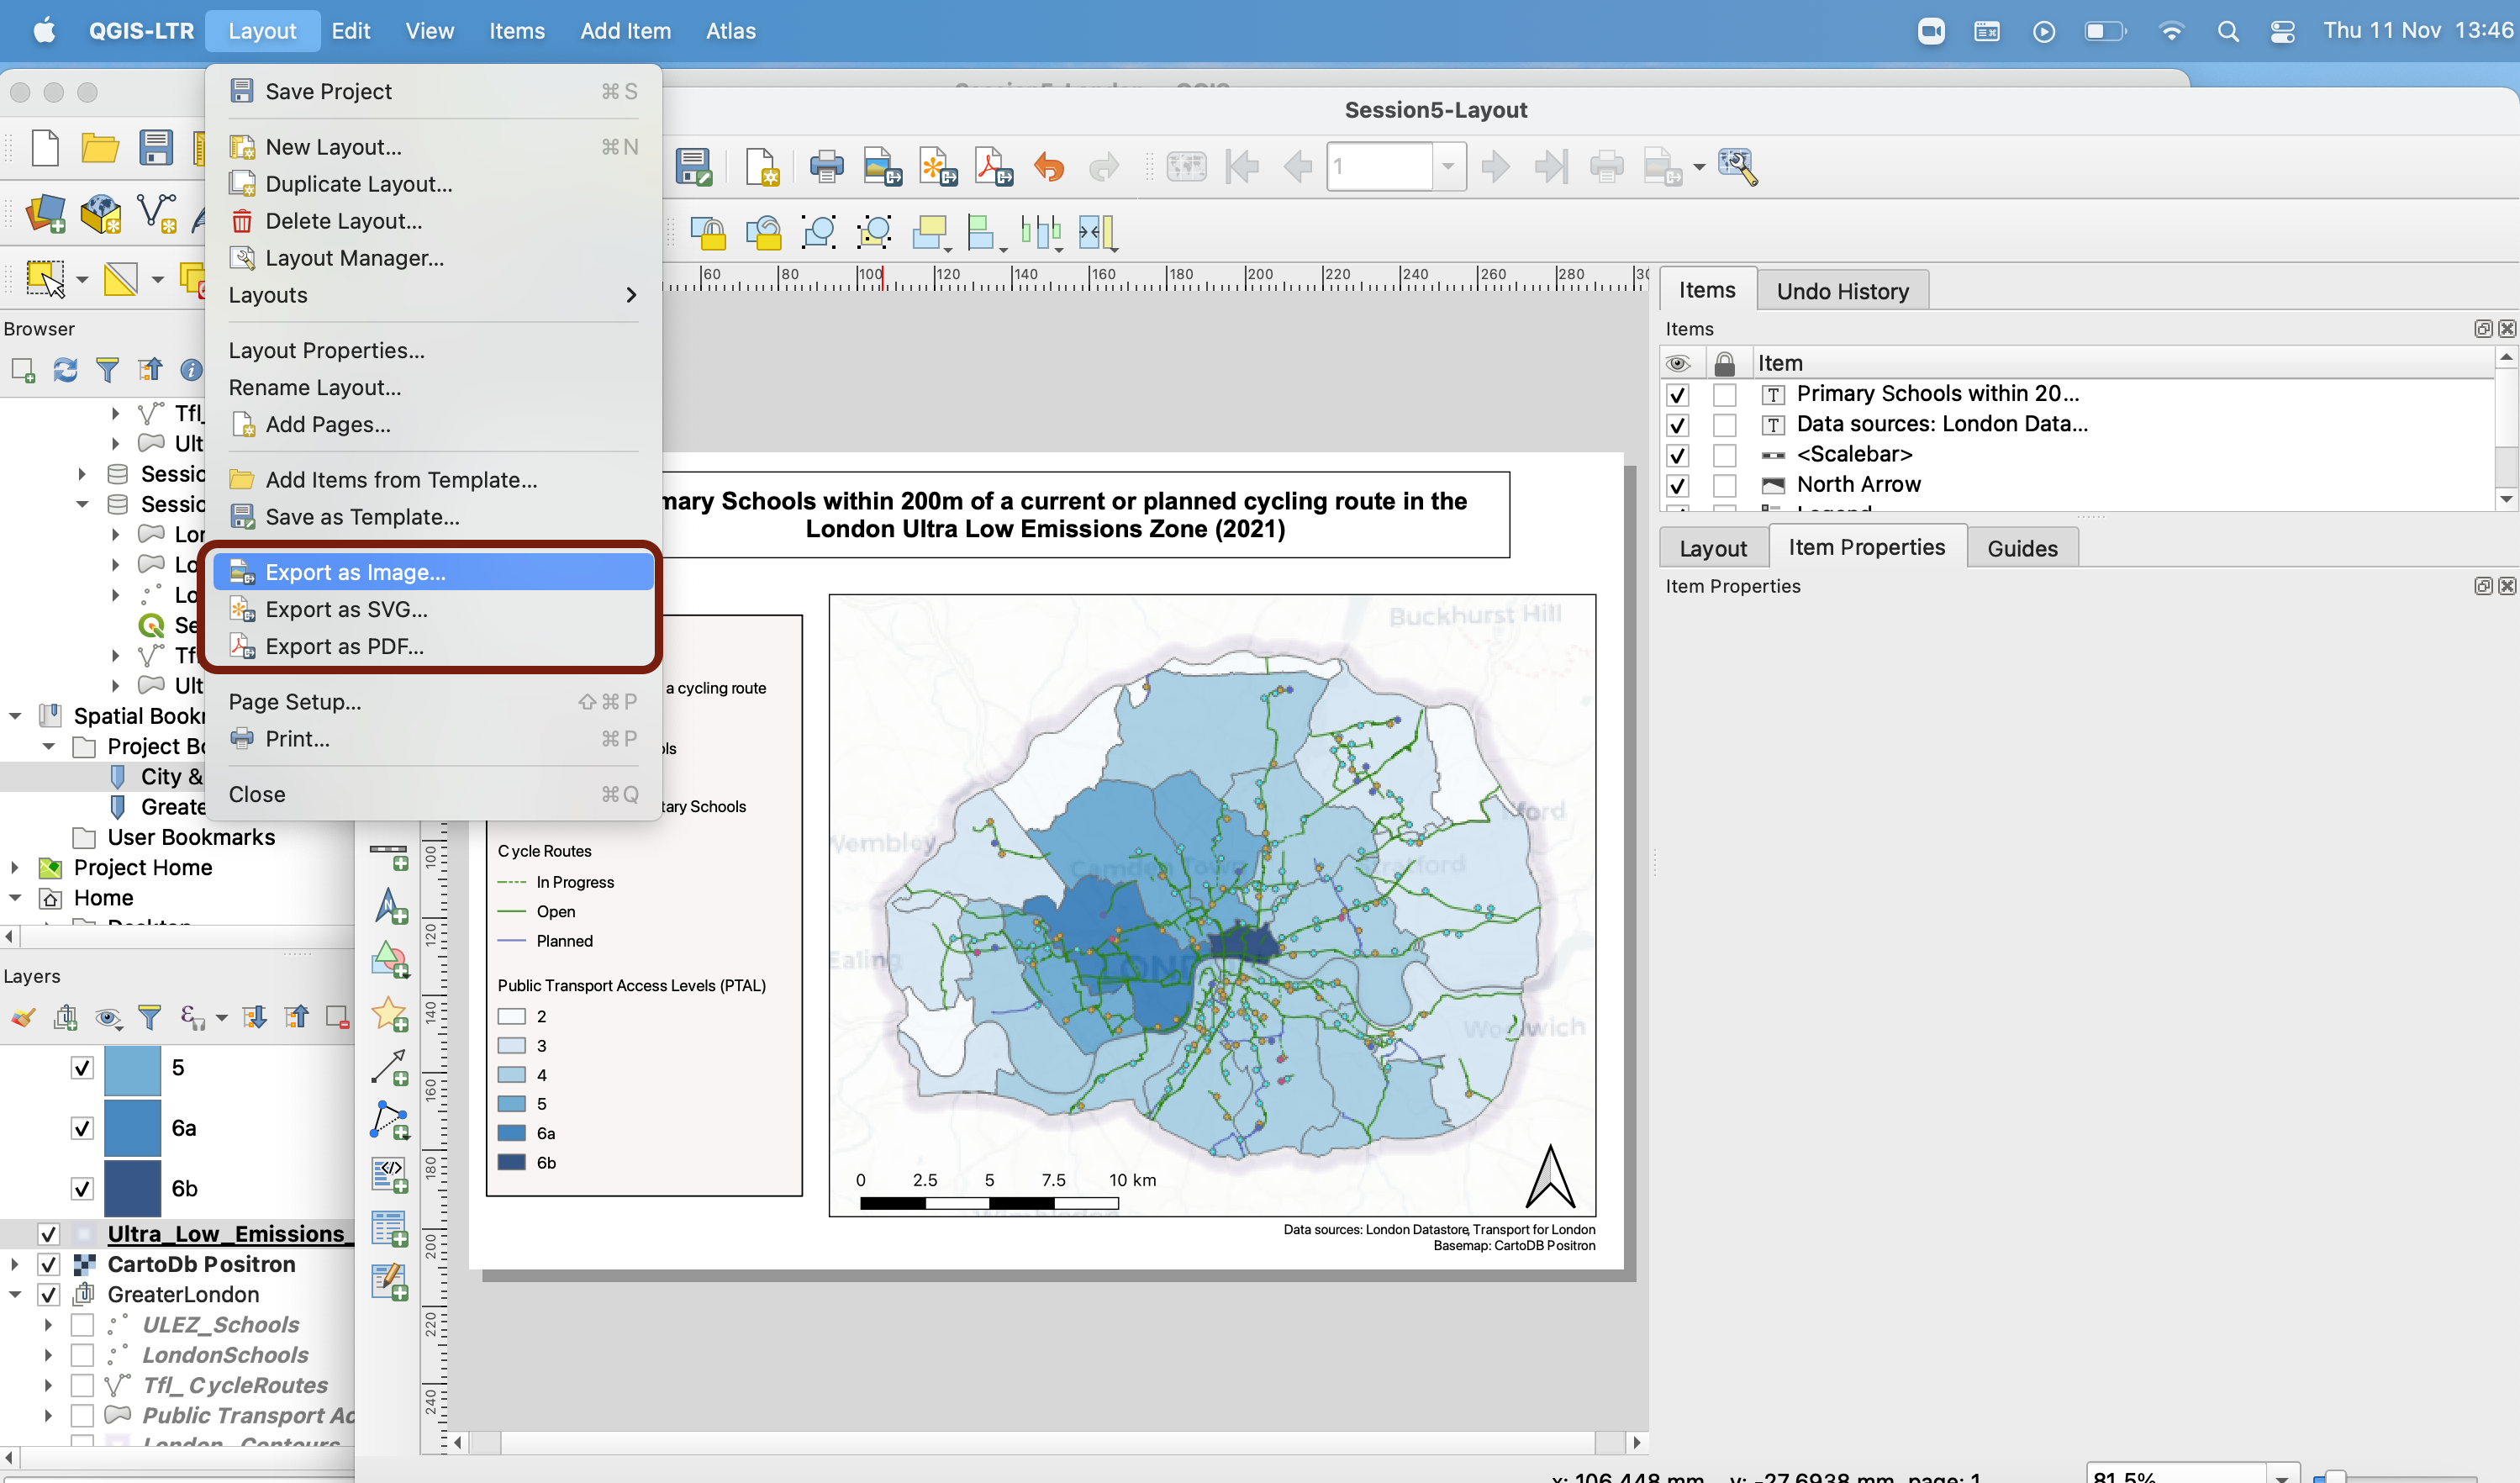 QGIS-LTR Layout Edit View Items Add Item Atlas
Thu 11 Nov 13:46
Save Project ⌘S
New Layout... ⌘N
Duplicate Layout...
Delete Layout...
Layout Manager...
Layouts
Layout Properties...
Rename Layout...
Add Pages...
Add Items from Template...
Save as Template...
Export as Image...
Export as SVG...
Export as PDF...
Page Setup... ⇧⌘P
Print... ⌘P
Close ⌘Q
Session5-Layout
1
60 80 100 120 140 160 180 200 220 240 260 280
Browser
Tfl_
Ult
Sessio
Sessio
Lor
Lo
Lo
Se
Tf
Ult
Spatial Bookr
Project Bo
City &
Greate
User Bookmarks
Project Home
Home
Layers
5
6a
6b
Ultra_Low_Emissions_
CartoDb Positron
GreaterLondon
ULEZ_Schools
LondonSchools
Tfl_CycleRoutes
Public Transport Ac
100
120
140
160
180
200
220
240
mary Schools within 200m of a current or planned cycling route in the
London Ultra Low Emissions Zone (2021)
a cycling route
ols
tary Schools
Cycle Routes
In Progress
Open
Planned
Public Transport Access Levels (PTAL)
2
3
4
5
6a
6b
Buckhurst Hill
Wembley
Ilford
Camden Town
Stratford
Ealing
Woolwich
0 2.5 5 7.5 10 km
Data sources: London Datastore, Transport for London
Basemap: CartoDB Positron
Items Undo History
Items
Item
Primary Schools within 20...
Data sources: London Data...
<Scalebar>
North Arrow
Layout Item Properties Guides
Item Properties
x: 106.448 mm y: -27.6938 mm page: 1
81.5%